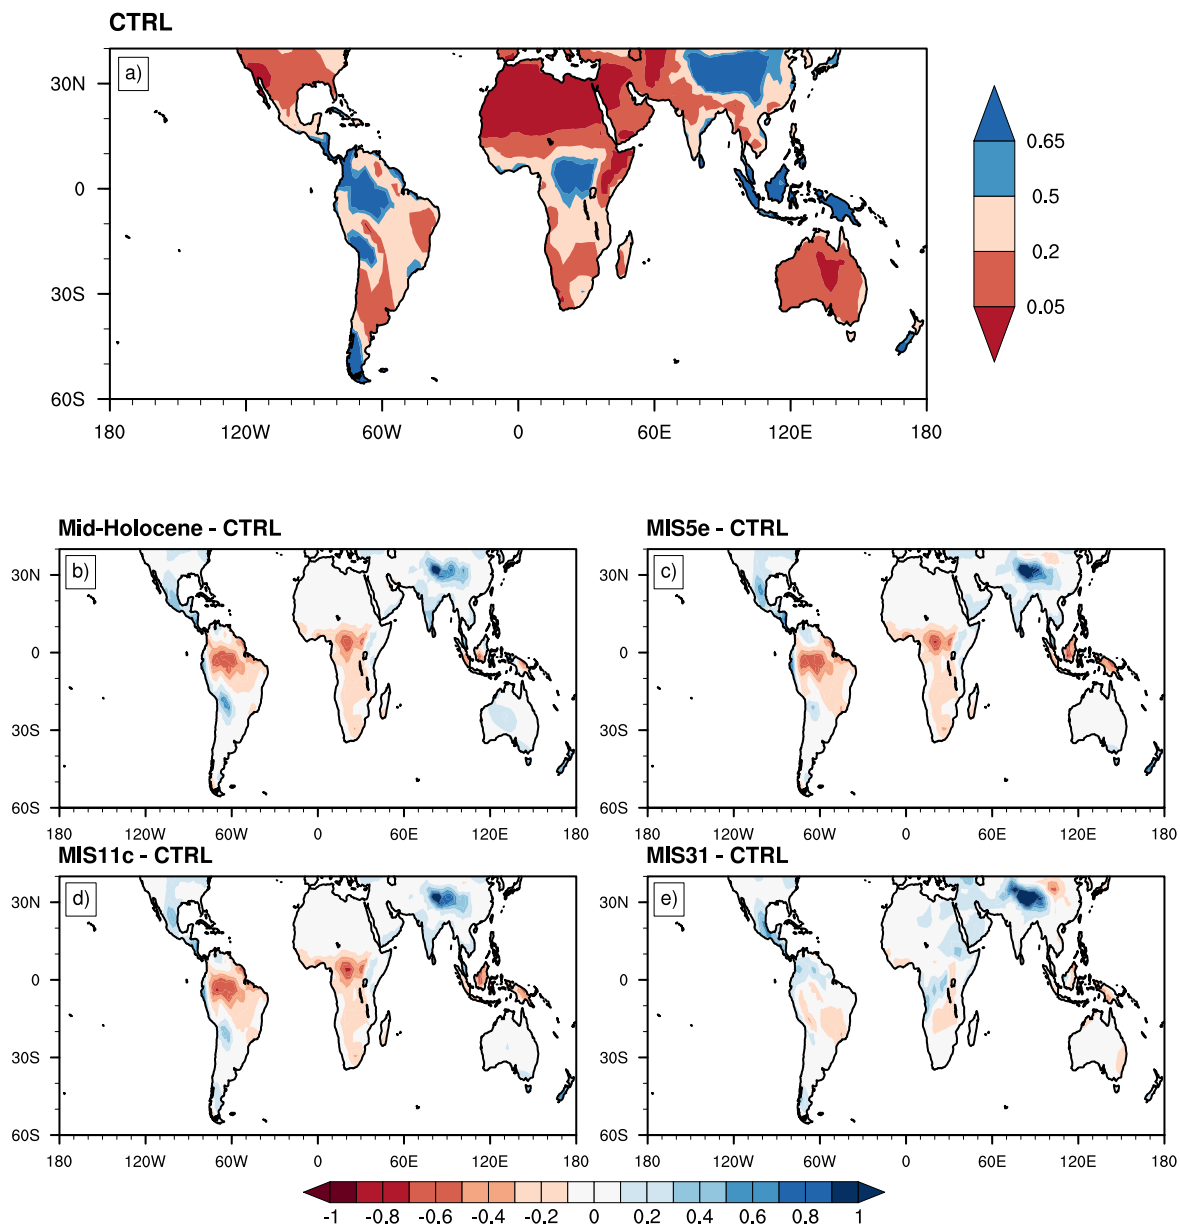 CTRL
a)
30N
0
30S
60S
180 120W 60W 0 60E 120E 180
0.65
0.5
0.2
0.05
Mid-Holocene - CTRL
b)
30N
0
30S
60S
180 120W 60W 0 60E 120E 180
MIS5e - CTRL
c)
30N
0
30S
60S
180 120W 60W 0 60E 120E 180
MIS11c - CTRL
d)
30N
0
30S
60S
180 120W 60W 0 60E 120E 180
MIS31 - CTRL
e)
30N
0
30S
60S
180 120W 60W 0 60E 120E 180
-1 -0.8 -0.6 -0.4 -0.2 0 0.2 0.4 0.6 0.8 1